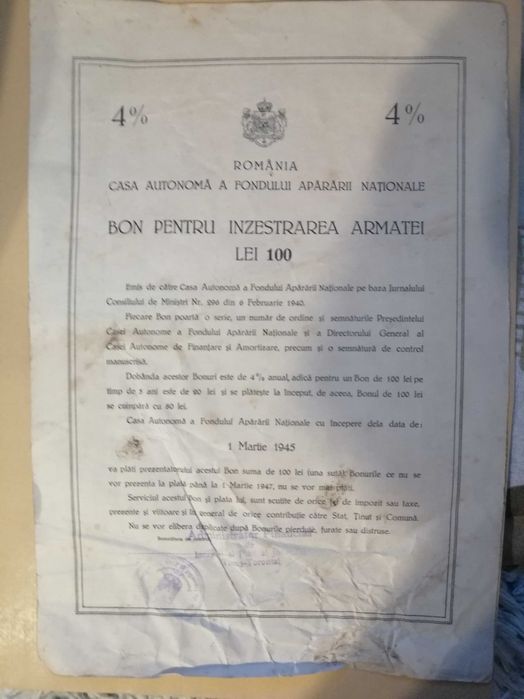 4%
4%
ROMÂNIA
CASA AUTONOMĂ A FONDULUI APĂRĂRII NAȚIONALE
BON PENTRU INZESTRAREA ARMATEI
LEI 100
Emis de către Casa Autonomă a Fondului Apărării Naționale pe baza Jurnalului
Consiliului de Miniștri Nr. 296 din 6 Februarie 1940.
Fiecare Bon poartă o serie, un număr de ordine și semnăturile Președintelui
Casei Autonome a Fondului Apărării Naționale și a Directorului General al
Casei Autonome de Finanțare și Amortizare, precum și o semnătură de control
manuscrisă.
Dobânda acestor Bonuri este de 4% anual, adică pentru un Bon de 100 lei pe
timp de 5 ani este de 20 lei și se plătește la început, de aceea, Bonul de 100 lei
se cumpără cu 80 lei.
Casa Autonomă a Fondului Apărării Naționale cu începere dela data de:
1 Martie 1945
va plăti prezentatorului acestui Bon suma de 100 lei (una sută). Bonurile ce nu se
vor prezenta la plată până la 1 Martie 1947, nu se vor mai plăti.
Serviciul acestui Bon și plata lui, sunt scutite de orice fel de impozit sau taxe,
prezente și viitoare și în general de orice contribuție către Stat, Ținut și Comună.
Nu se vor elibera duplicate după Bonurile pierdute, furate sau distruse.
Administrator Financiar
Semnătura de